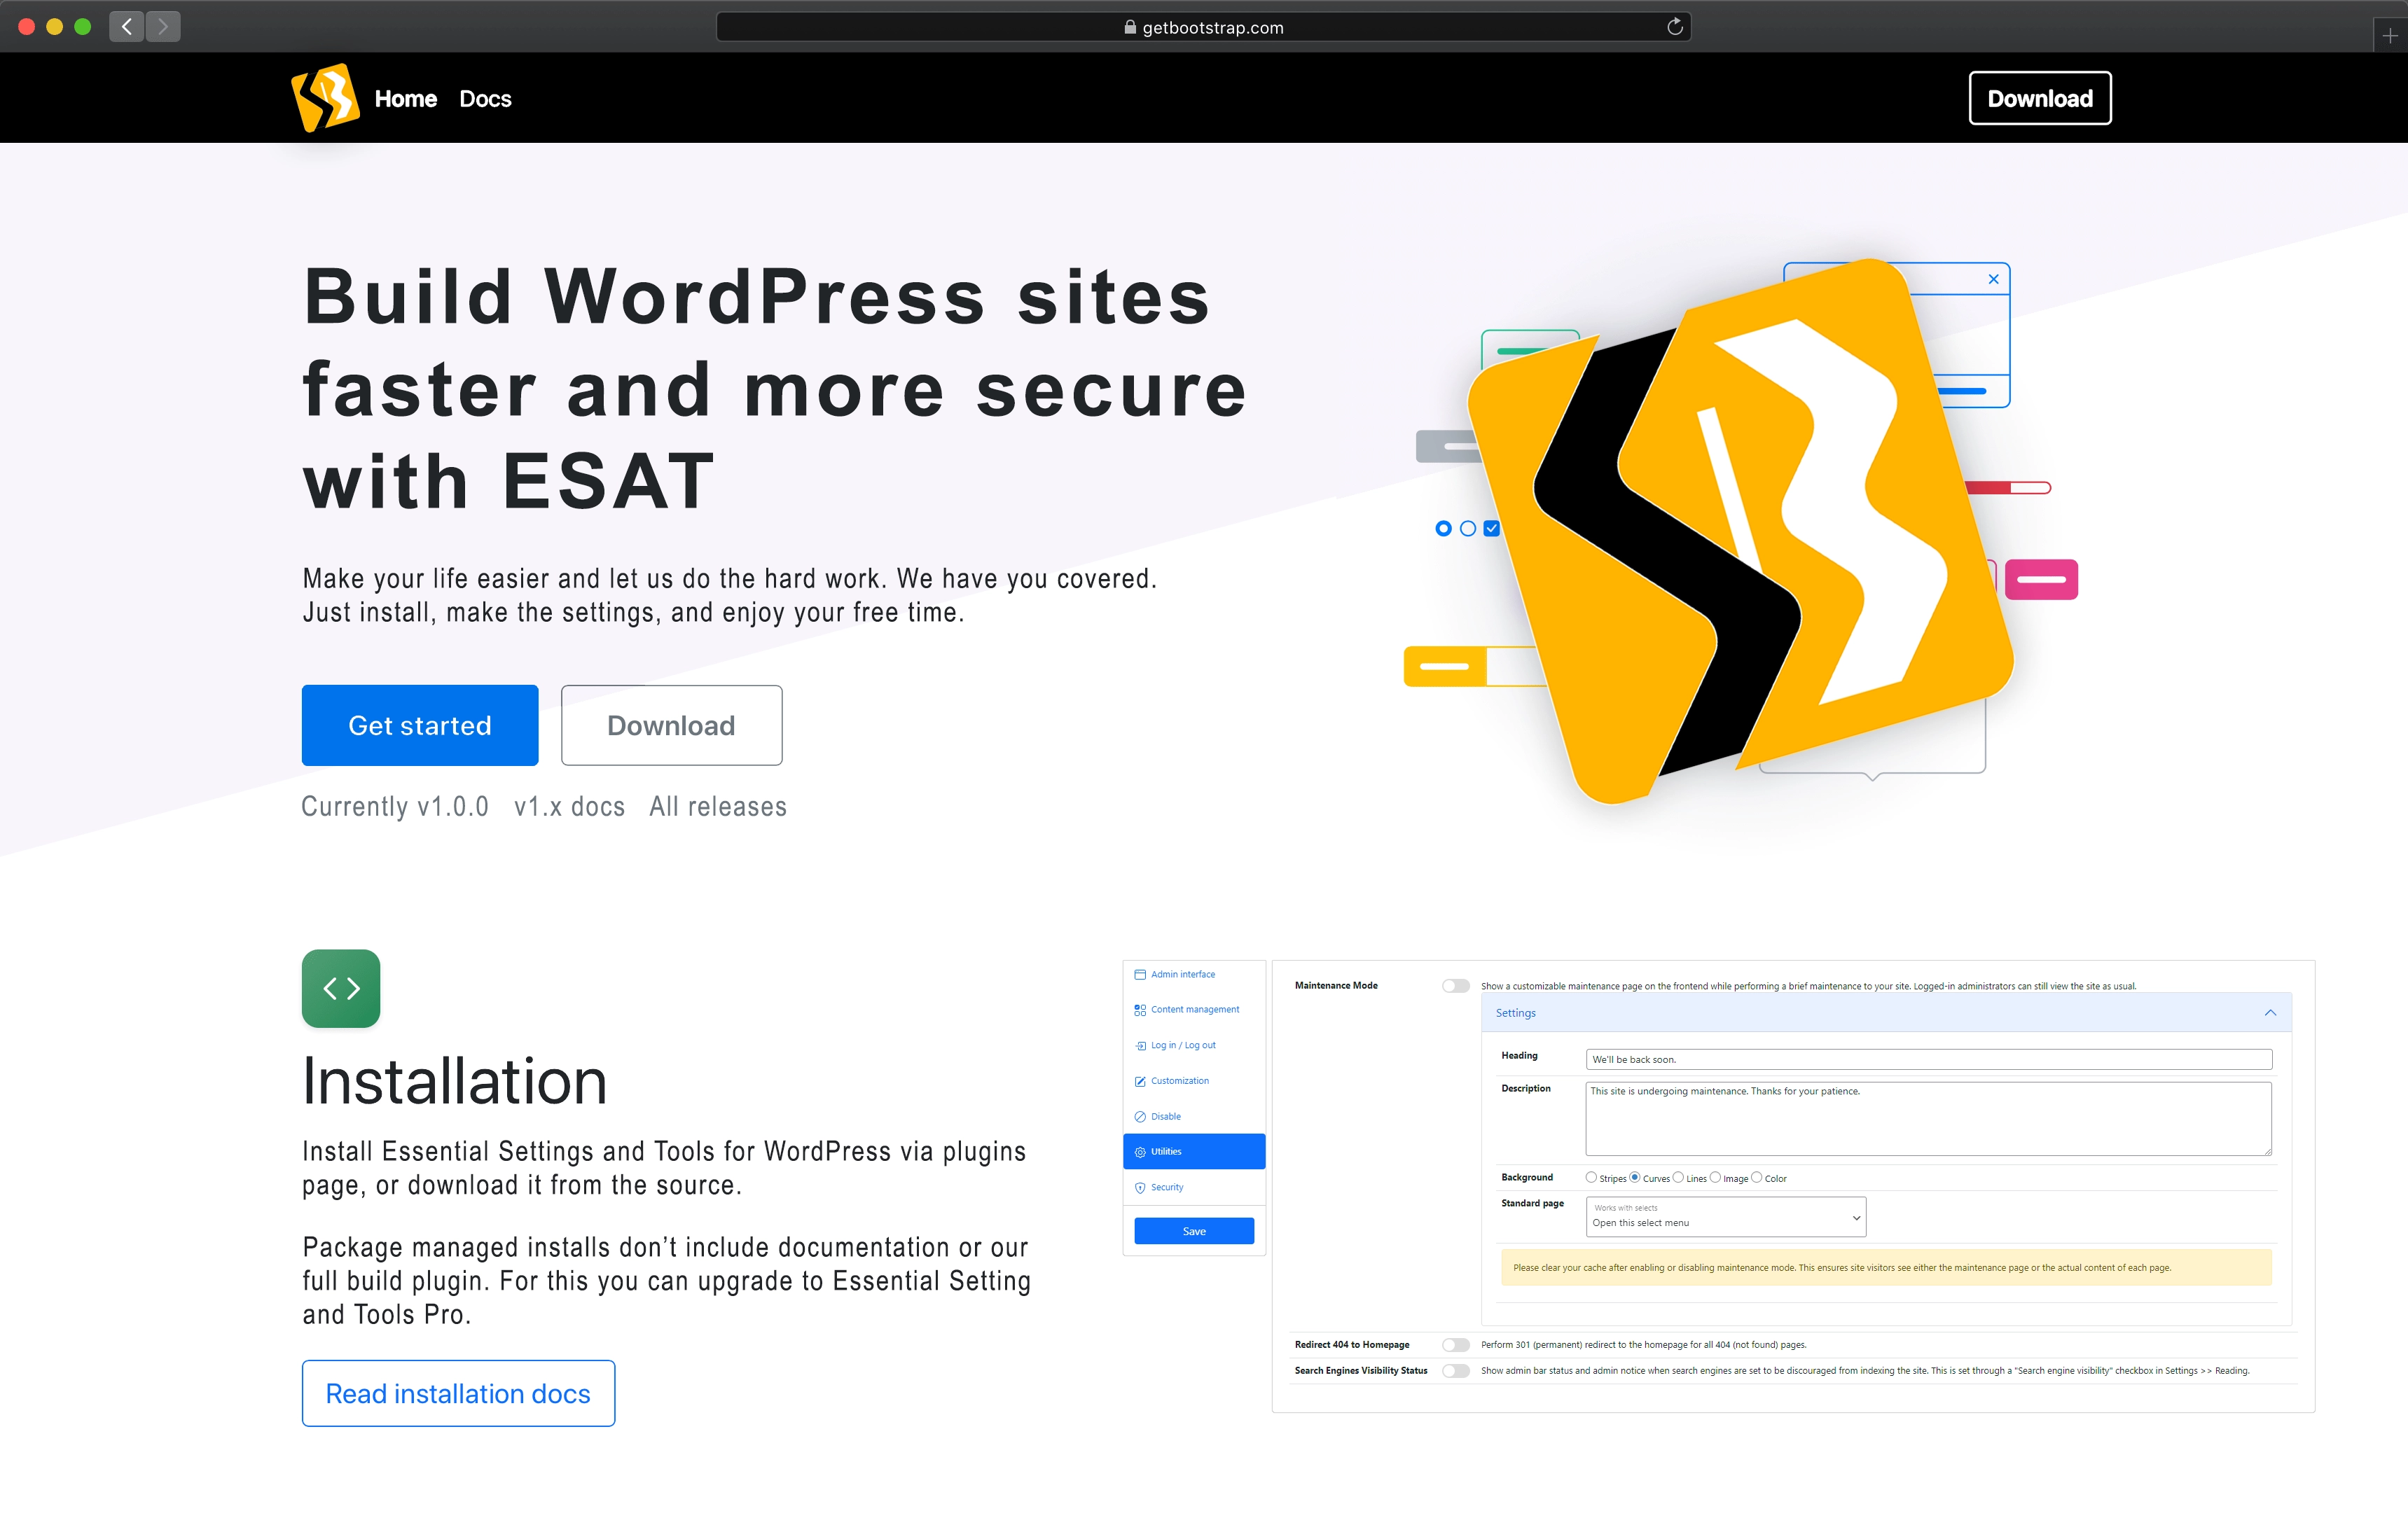 getbootstrap.com
Home Docs
Download
Build WordPress sites
faster and more secure
with ESAT
Make your life easier and let us do the hard work. We have you covered.
Just install, make the settings, and enjoy your free time.
Get started
Download
Currently v1.0.0 v1.x docs All releases
Installation
Install Essential Settings and Tools for WordPress via plugins
page, or download it from the source.
Package managed installs don’t include documentation or our
full build plugin. For this you can upgrade to Essential Setting
and Tools Pro.
Read installation docs
Admin interface
Content management
Log in / Log out
Customization
Disable
Utilities
Security
Save
Maintenance Mode
Show a customizable maintenance page on the frontend while performing a brief maintenance to your site. Logged-in administrators can still view the site as usual.
Settings
Heading
We'll be back soon.
Description
This site is undergoing maintenance. Thanks for your patience.
Background
Stripes Curves Lines Image Color
Standard page
Works with selects
Open this select menu
Please clear your cache after enabling or disabling maintenance mode. This ensures site visitors see either the maintenance page or the actual content of each page.
Redirect 404 to Homepage
Perform 301 (permanent) redirect to the homepage for all 404 (not found) pages.
Search Engines Visibility Status
Show admin bar status and admin notice when search engines are set to be discouraged from indexing the site. This is set through a "Search engine visibility" checkbox in Settings >> Reading.